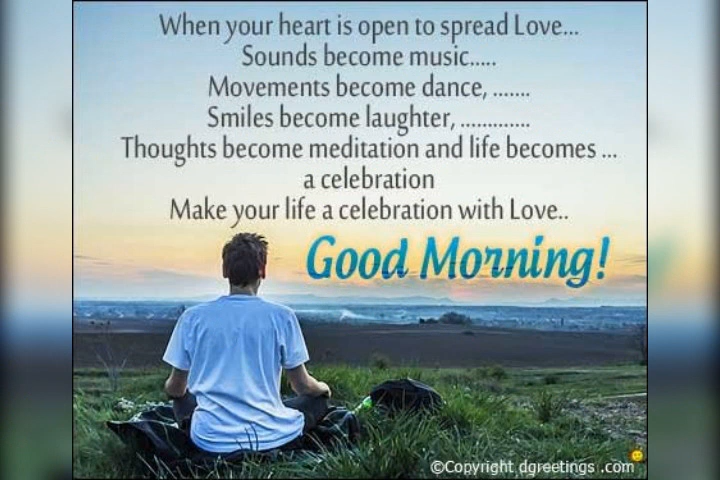 When your heart is open to spread Love...
Sounds become music.....
Movements become dance, .......
Smiles become laughter, .............
Thoughts become meditation and life becomes ...
a celebration
Make your life a celebration with Love..
Good Morning!
©Copyright dgreetings .com